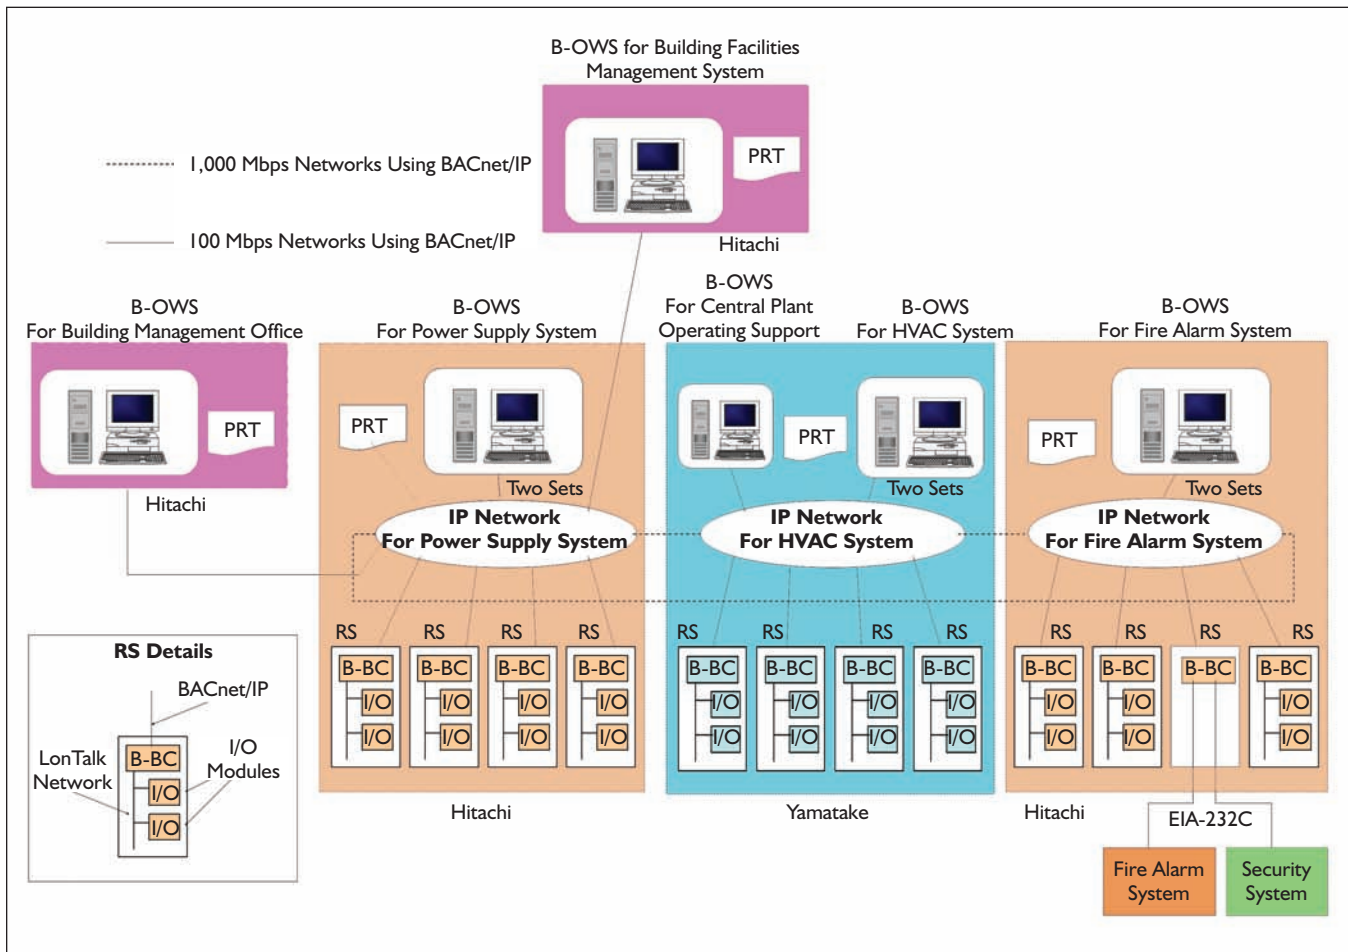 B-OWS for Building Facilities
Management System
PRT
Hitachi
1,000 Mbps Networks Using BACnet/IP
100 Mbps Networks Using BACnet/IP
B-OWS
For Building Management Office
PRT
Hitachi
B-OWS
For Power Supply System
PRT
Two Sets
IP Network
For Power Supply System
B-OWS
For Central Plant
Operating Support
B-OWS
For HVAC System
PRT
Two Sets
IP Network
For HVAC System
B-OWS
For Fire Alarm System
PRT
Two Sets
IP Network
For Fire Alarm System
RS
B-BC
I/O
I/O
RS
B-BC
I/O
I/O
RS
B-BC
I/O
I/O
RS
B-BC
I/O
I/O
Hitachi
RS
B-BC
I/O
I/O
RS
B-BC
I/O
I/O
RS
B-BC
I/O
I/O
RS
B-BC
I/O
I/O
Yamatake
RS
B-BC
I/O
I/O
RS
B-BC
I/O
I/O
RS
B-BC
RS
B-BC
I/O
I/O
Hitachi
EIA-232C
Fire Alarm
System
Security
System
RS Details
BACnet/IP
B-BC
I/O
I/O
LonTalk
Network
I/O
Modules